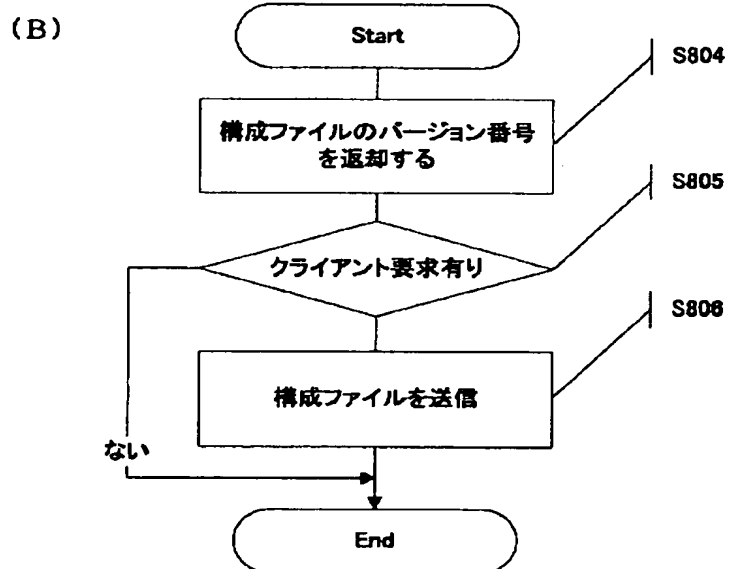 (B)
Start
S804
構成ファイルのバージョン番号
を返却する
S805
クライアント要求有り
S806
構成ファイルを送信
ない
End